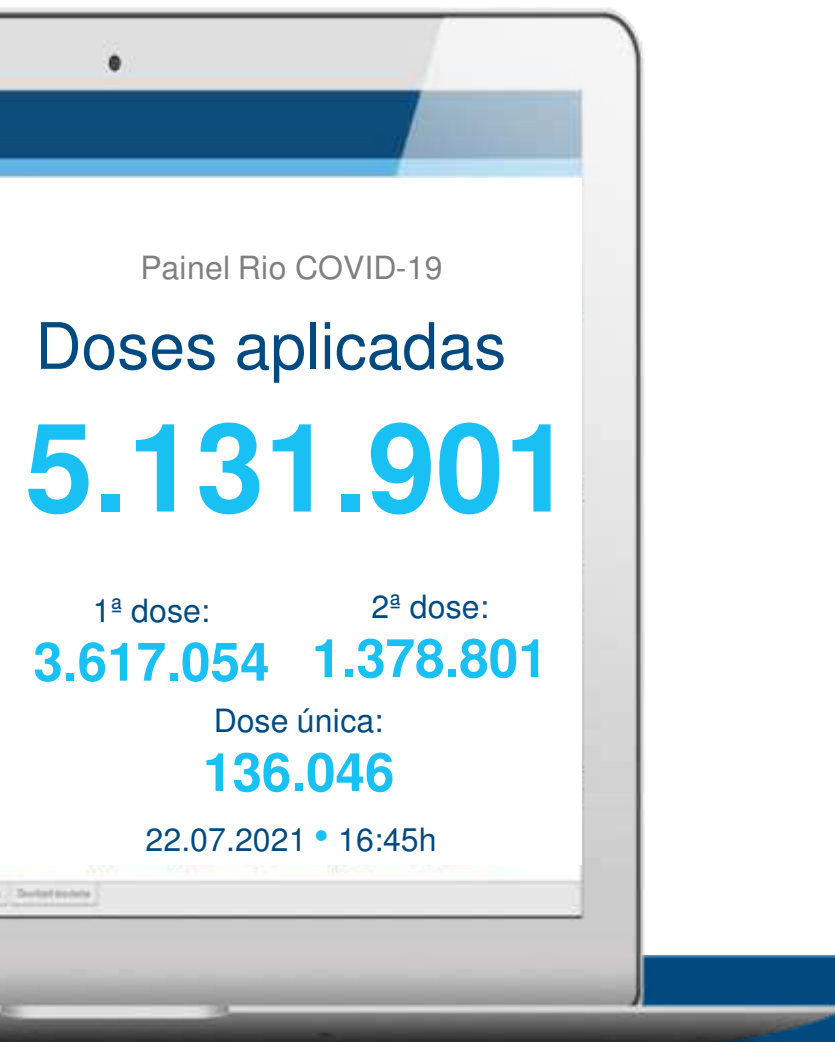 Painel Rio COVID-19
Doses aplicadas
5.131.901
1ª dose: 2ª dose:
3.617.054 1.378.801
Dose única:
136.046
22.07.2021 • 16:45h